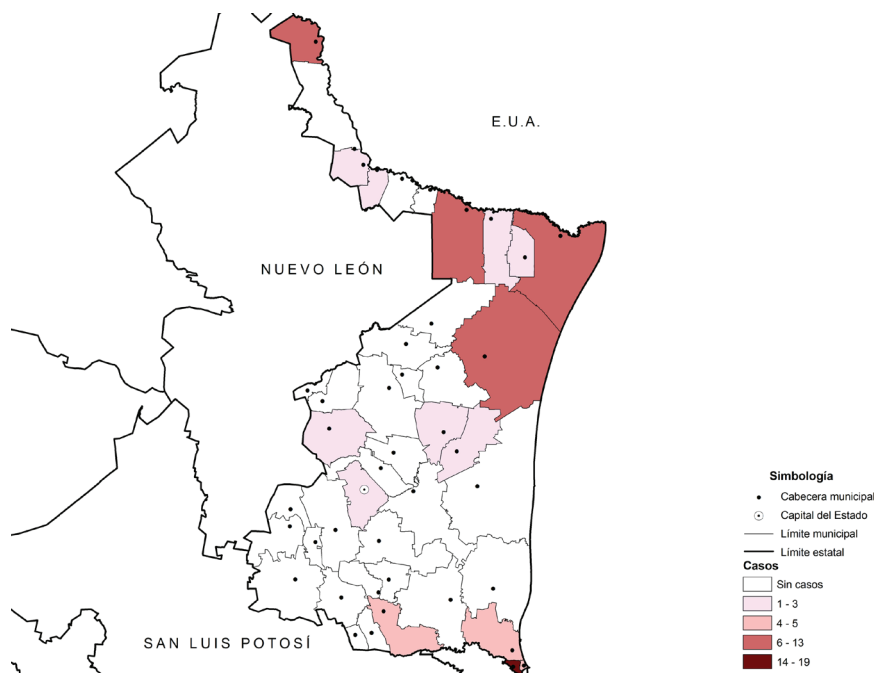 E.U.A.
NUEVO LEÓN
SAN LUIS POTOSÍ
Simbología
Cabecera municipal
Capital del Estado
Límite municipal
Límite estatal
Casos
Sin casos
1 - 3
4 - 5
6 - 13
14 - 19